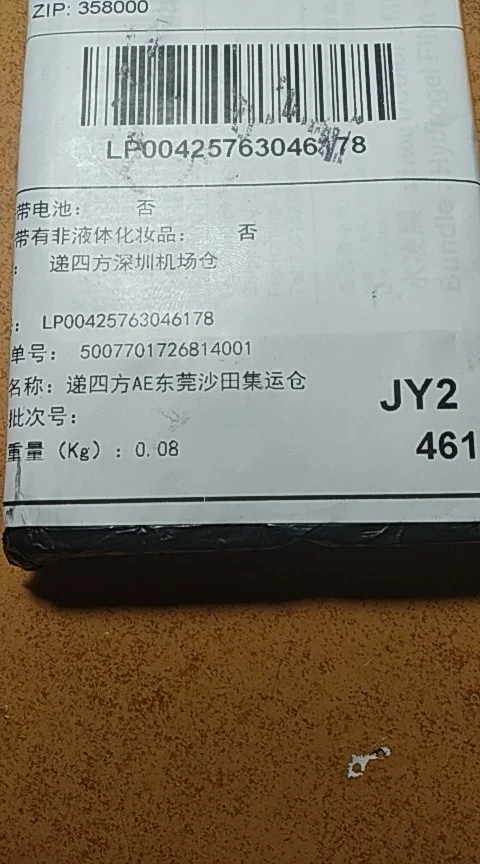 ZIP: 358000
LP00425763046178
带电池： 否
带有非液体化妆品： 否
： 递四方深圳机场仓
： LP00425763046178
单号： 5007701726814001
名称： 递四方AE东莞沙田集运仓
JY2
批次号：
重量（Kg）：0.08
461